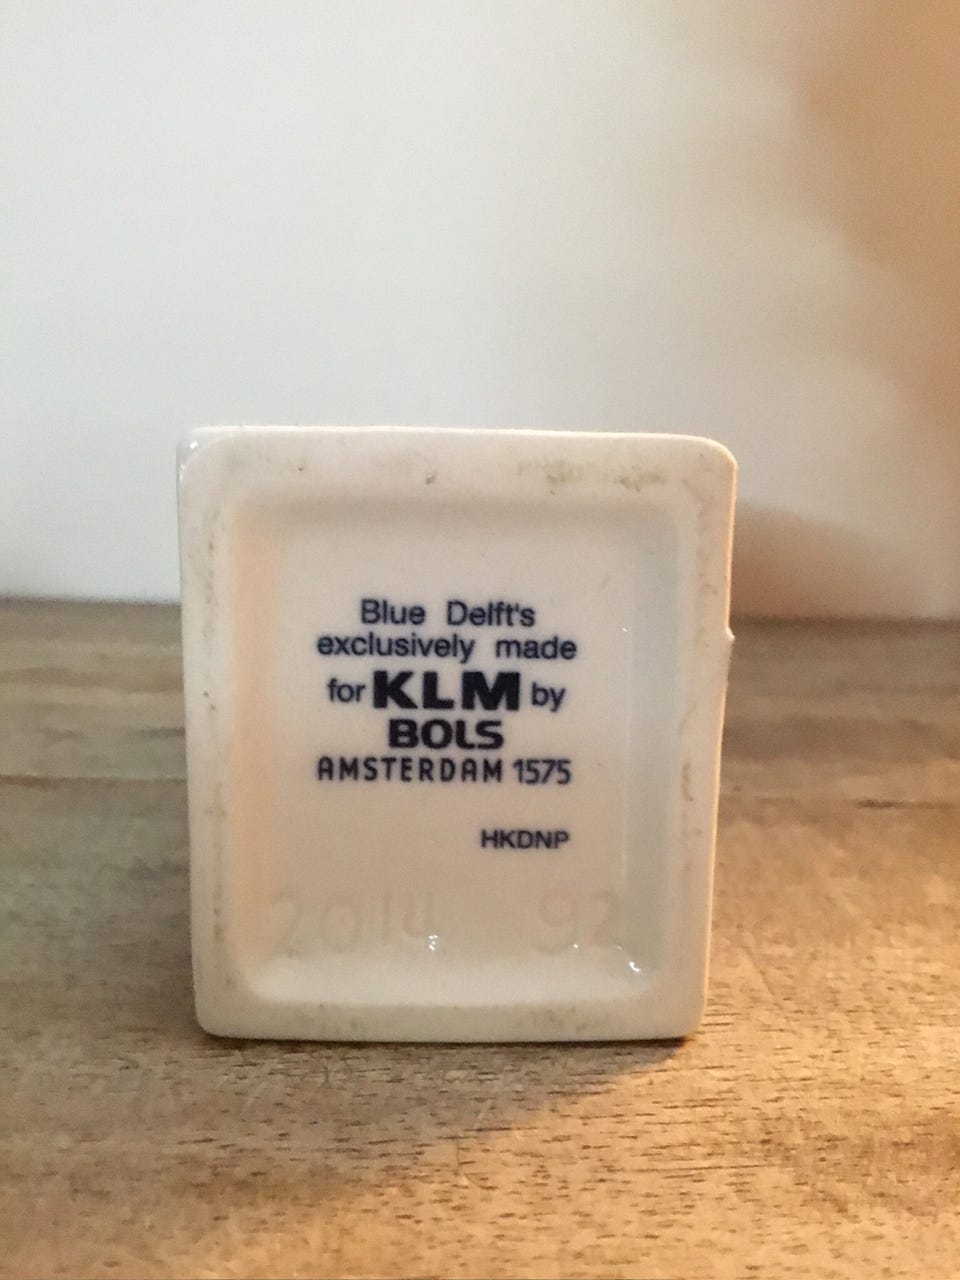 Blue Delft's
exclusively made
for KLM by
BOLS
AMSTERDAM 1575
HKDNP
2014 92